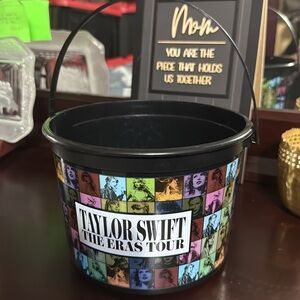 Mom
YOU ARE THE
PIECE THAT HOLDS
US TOGETHER
TAYLOR SWIFT
THE ERAS TOUR